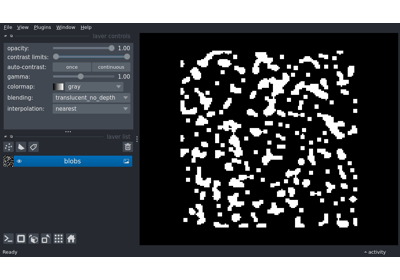 File View Plugins Window Help
layer controls
opacity: 1.00
contrast limits:
auto-contrast: once continuous
gamma: 1.00
colormap: gray
blending: translucent_no_depth
interpolation: nearest
layer list
blobs
Ready activity